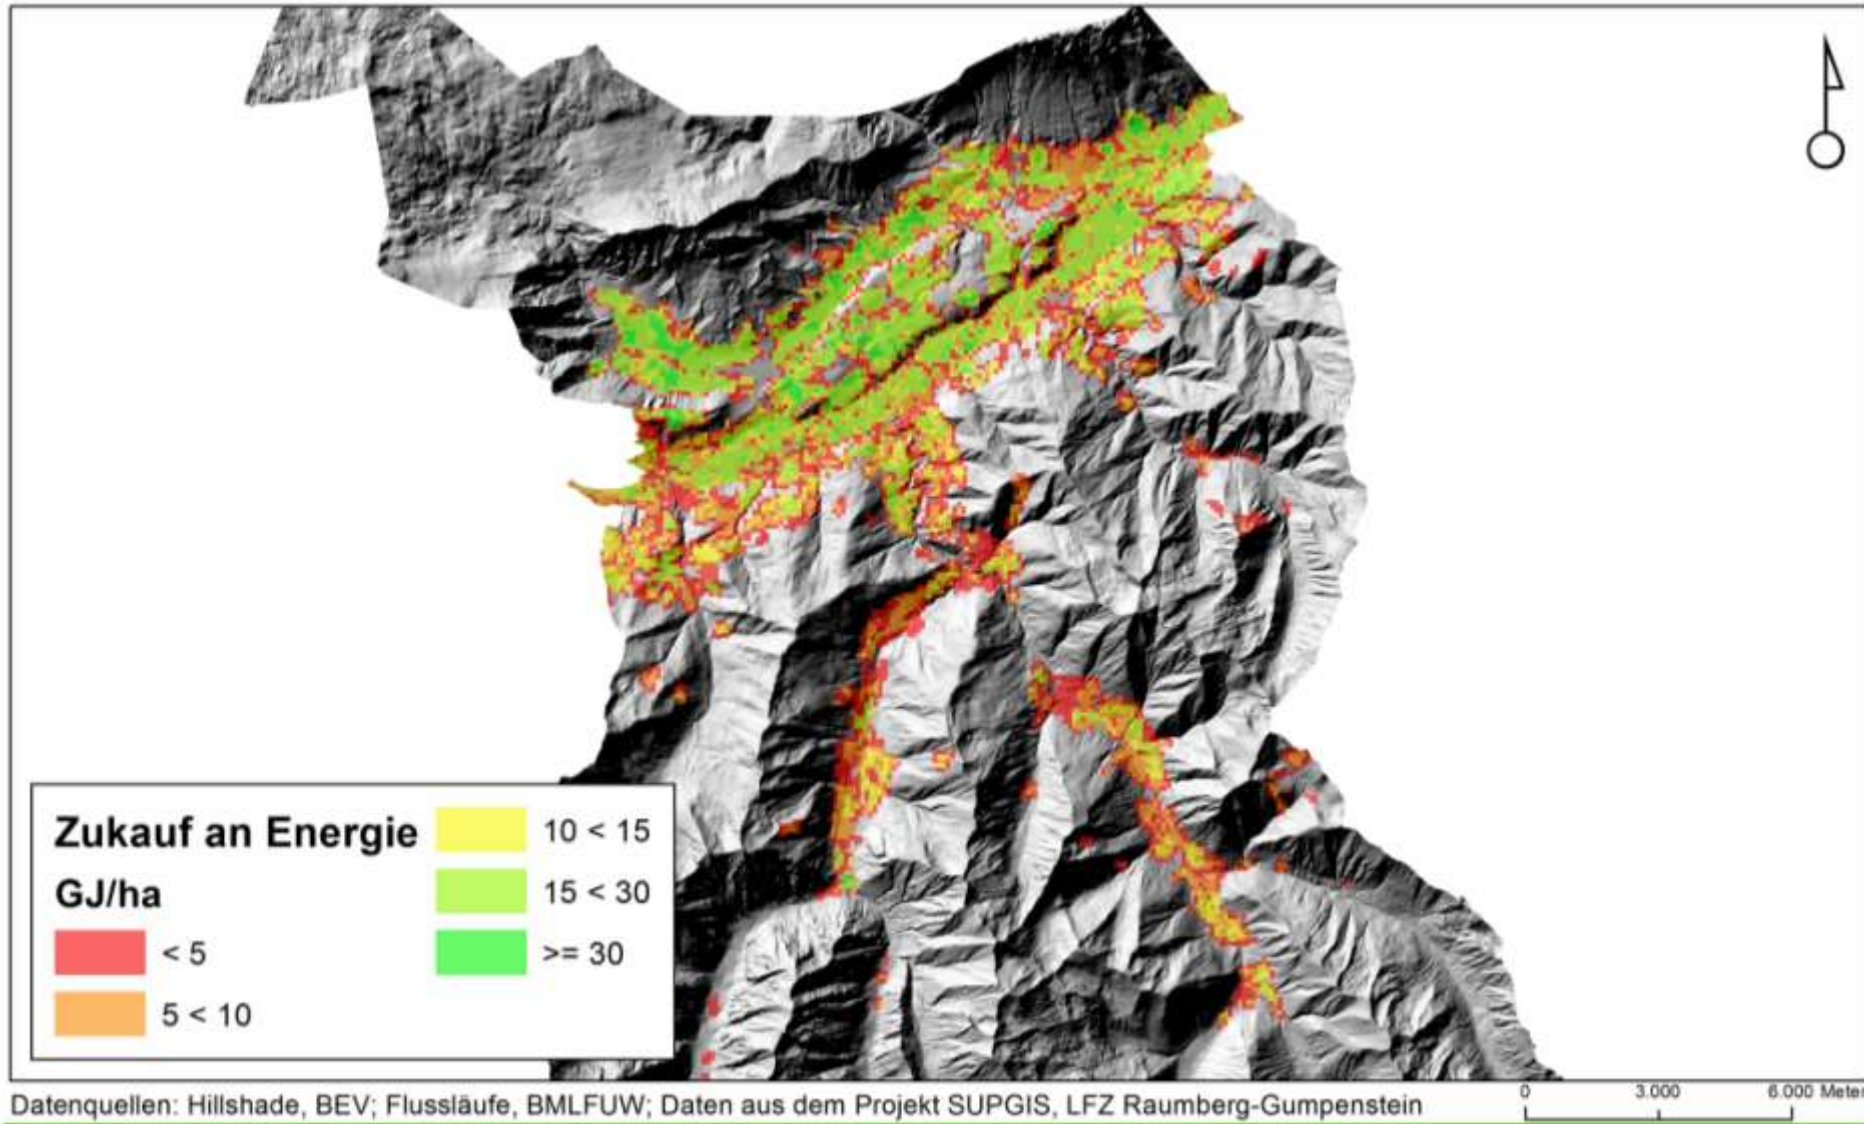 Zukauf an Energie
GJ/ha
< 5
5 < 10
10 < 15
15 < 30
>= 30
0 3.000 6.000 Meter
Datenquellen: Hillshade, BEV; Flussläufe, BMLFUW; Daten aus dem Projekt SUPGIS, LFZ Raumberg-Gumpenstein